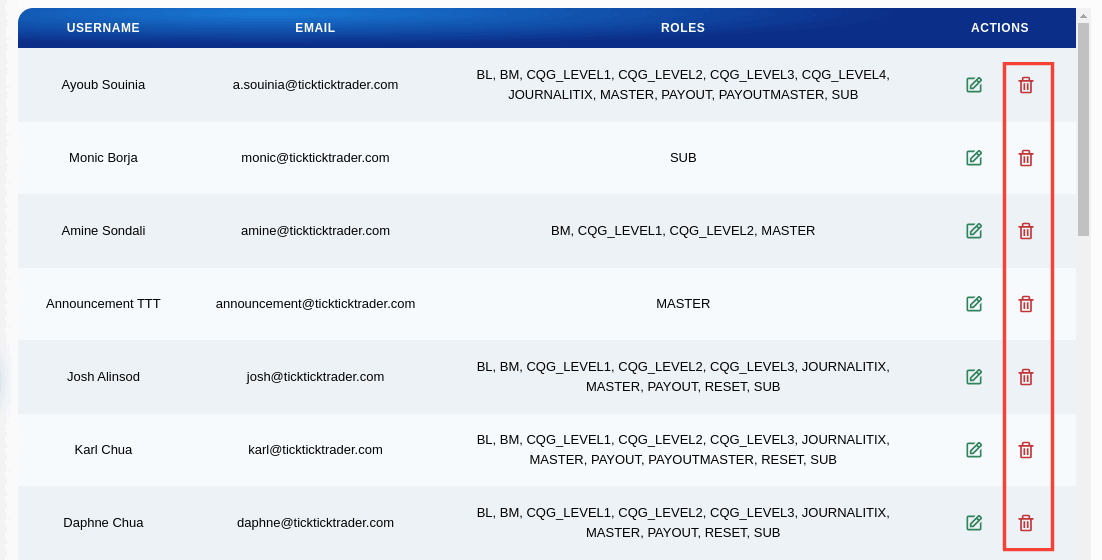 USERNAME EMAIL ROLES ACTIONS
Ayoub Souinia a.souinia@tickticktrader.com BL, BM, CQG_LEVEL1, CQG_LEVEL2, CQG_LEVEL3, CQG_LEVEL4,
JOURNALITIX, MASTER, PAYOUT, PAYOUTMASTER, SUB
Monic Borja monic@tickticktrader.com SUB
Amine Sondali amine@tickticktrader.com BM, CQG_LEVEL1, CQG_LEVEL2, MASTER
Announcement TTT announcement@tickticktrader.com MASTER
Josh Alinsod josh@tickticktrader.com BL, BM, CQG_LEVEL1, CQG_LEVEL2, CQG_LEVEL3, JOURNALITIX,
MASTER, PAYOUT, RESET, SUB
Karl Chua karl@tickticktrader.com BL, BM, CQG_LEVEL1, CQG_LEVEL2, CQG_LEVEL3, JOURNALITIX,
MASTER, PAYOUT, PAYOUTMASTER, RESET, SUB
Daphne Chua daphne@tickticktrader.com BL, BM, CQG_LEVEL1, CQG_LEVEL2, CQG_LEVEL3, JOURNALITIX,
MASTER, PAYOUT, RESET, SUB